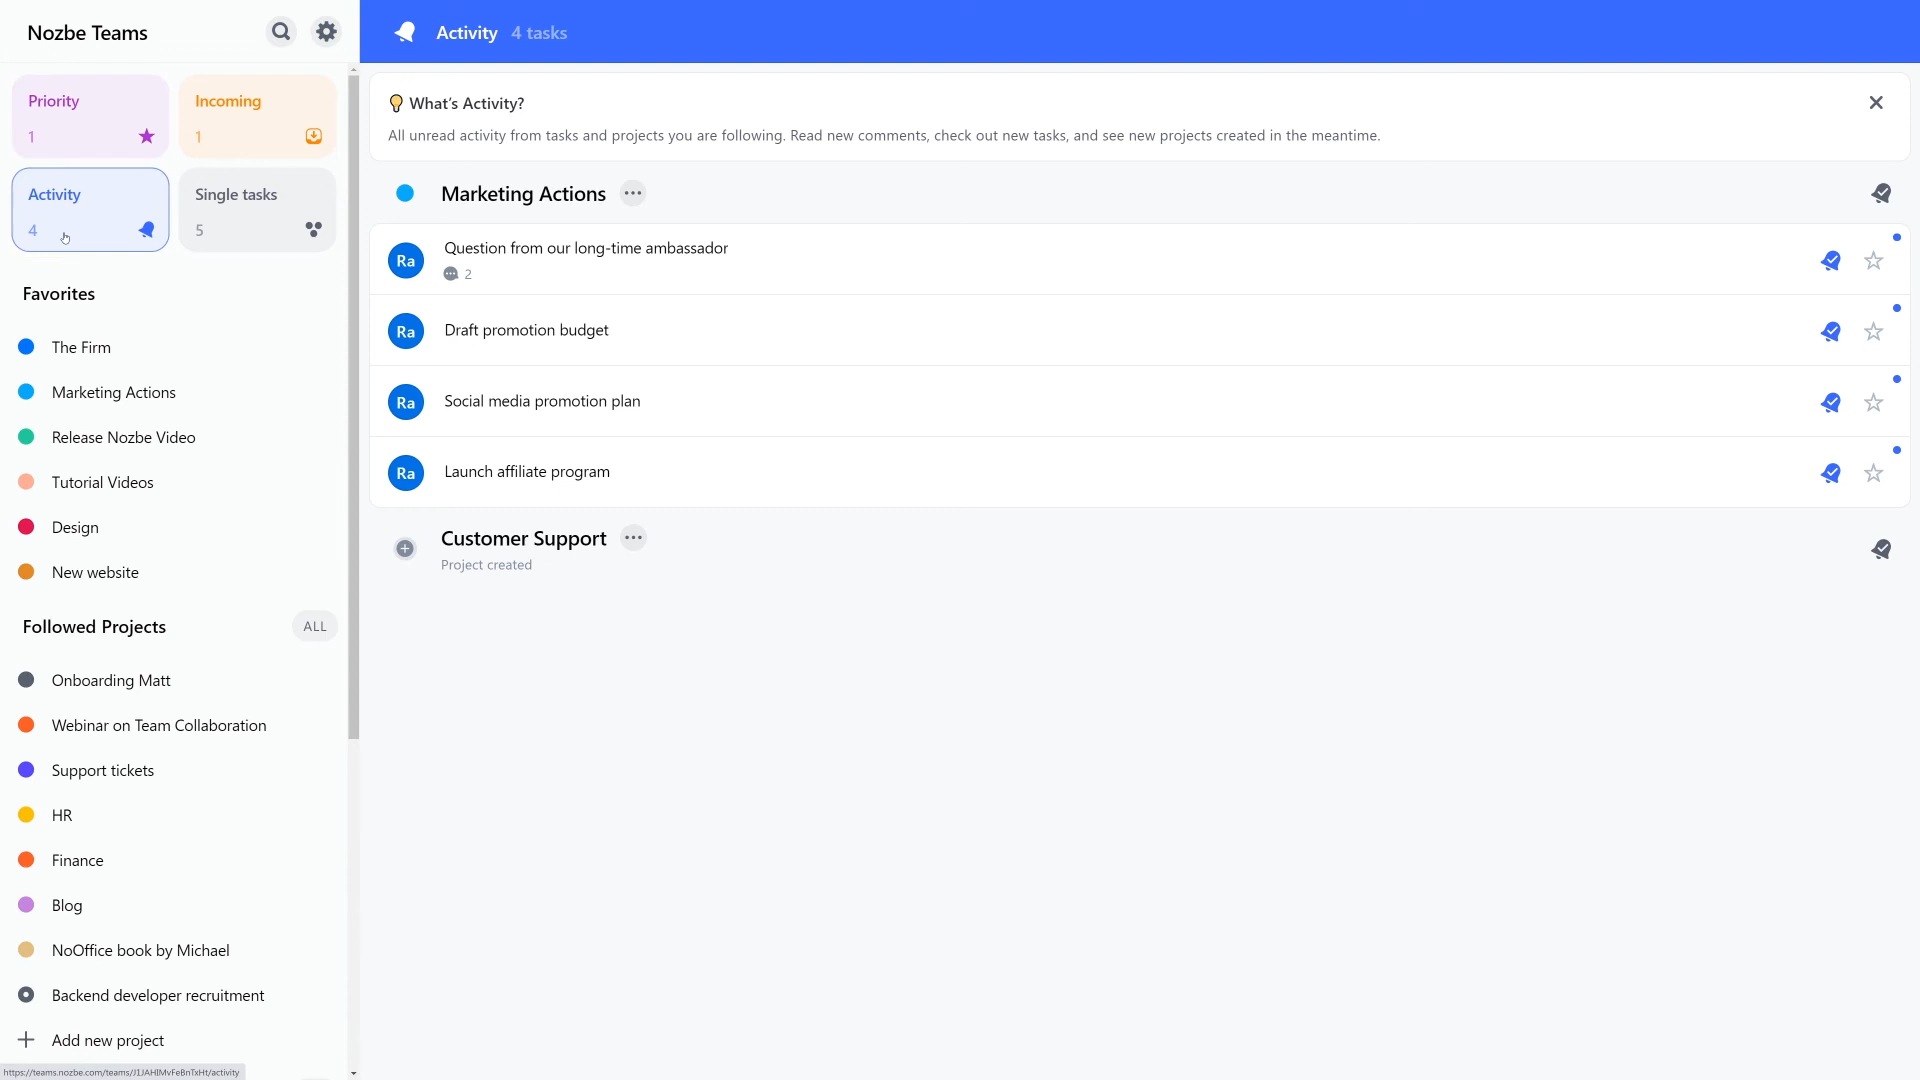 Nozbe Teams
Priority
1
Incoming
1
Activity
4
Single tasks
5
Favorites
The Firm
Marketing Actions
Release Nozbe Video
Tutorial Videos
Design
New website
Followed Projects
ALL
Onboarding Matt
Webinar on Team Collaboration
Support tickets
HR
Finance
Blog
NoOffice book by Michael
Backend developer recruitment
Add new project
Activity 4 tasks
What's Activity?
All unread activity from tasks and projects you are following. Read new comments, check out new tasks, and see new projects created in the meantime.
Marketing Actions
Ra
Question from our long-time ambassador
2
Ra
Draft promotion budget
Ra
Social media promotion plan
Ra
Launch affiliate program
Customer Support
Project created